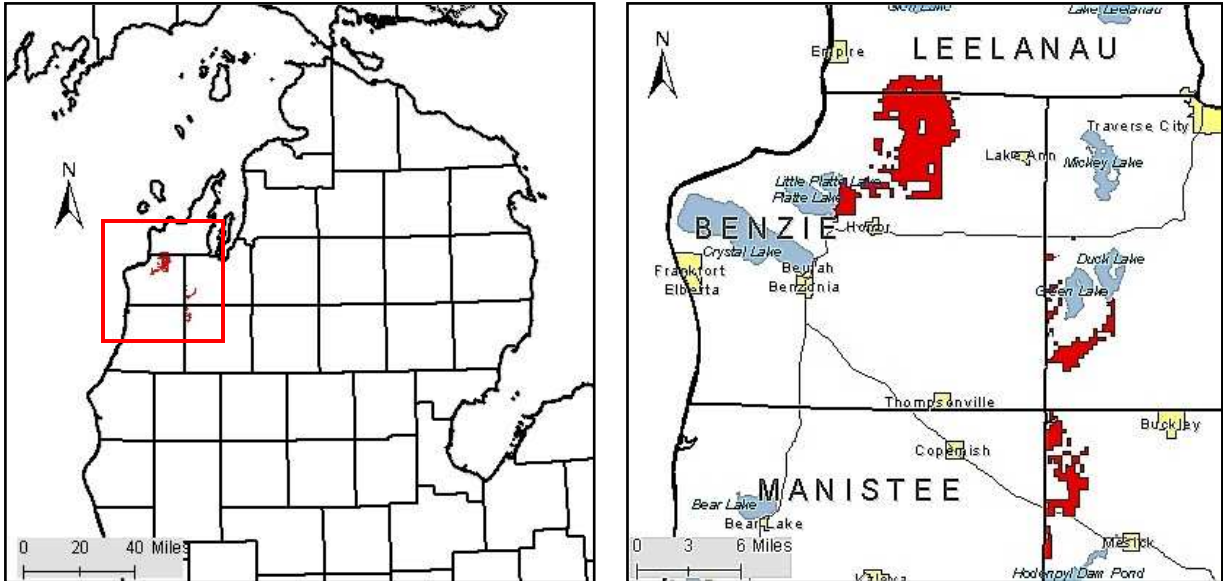 N
0 20 40 Miles
N
Lake Leelanau
LEELANAU
Empire
Traverse City
Lake Ann
Mickey Lake
Little Platte Lake
Platte Lake
BENZIE
Honor
Crystal Lake
Duck Lake
Frankfort
Elberta
Beulah
Benzonia
Green Lake
Thompsonville
Buckley
Copemish
MANISTEE
Bear Lake
Bear Lake
Mesick
0 3 6 Miles
Hodenpyl Dam Pond